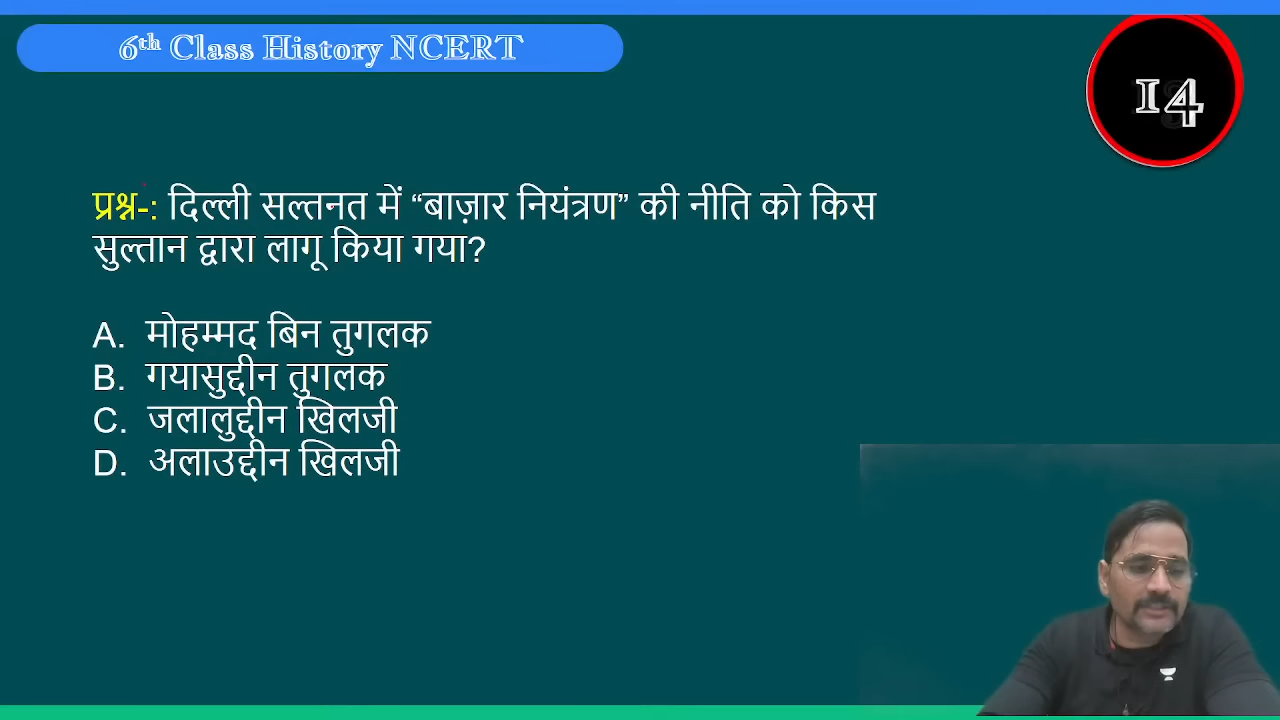 6th Class History NCERT
14
प्रश्न-: दिल्ली सल्तनत में “बाज़ार नियंत्रण” की नीति को किस
सुल्तान द्वारा लागू किया गया?
A. मोहम्मद बिन तुगलक
B. गयासुद्दीन तुगलक
C. जलालुद्दीन खिलजी
D. अलाउद्दीन खिलजी